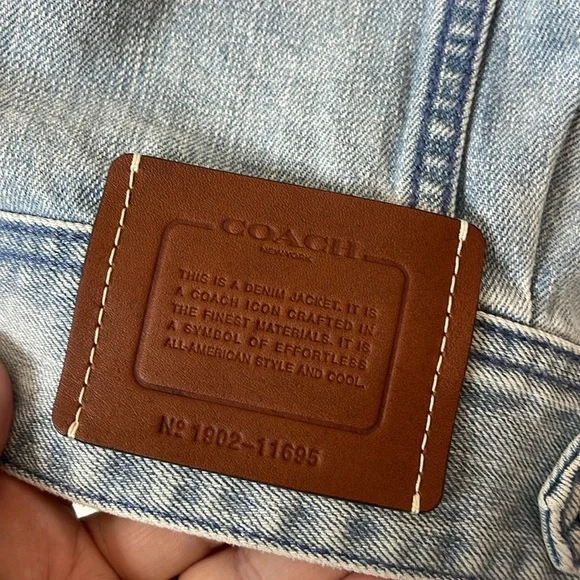 COACH
NEW YORK
THIS IS A DENIM JACKET. IT IS
A COACH ICON CRAFTED IN
THE FINEST MATERIALS. IT IS
A SYMBOL OF EFFORTLESS
ALL-AMERICAN STYLE AND COOL.
Nº 1902-11695